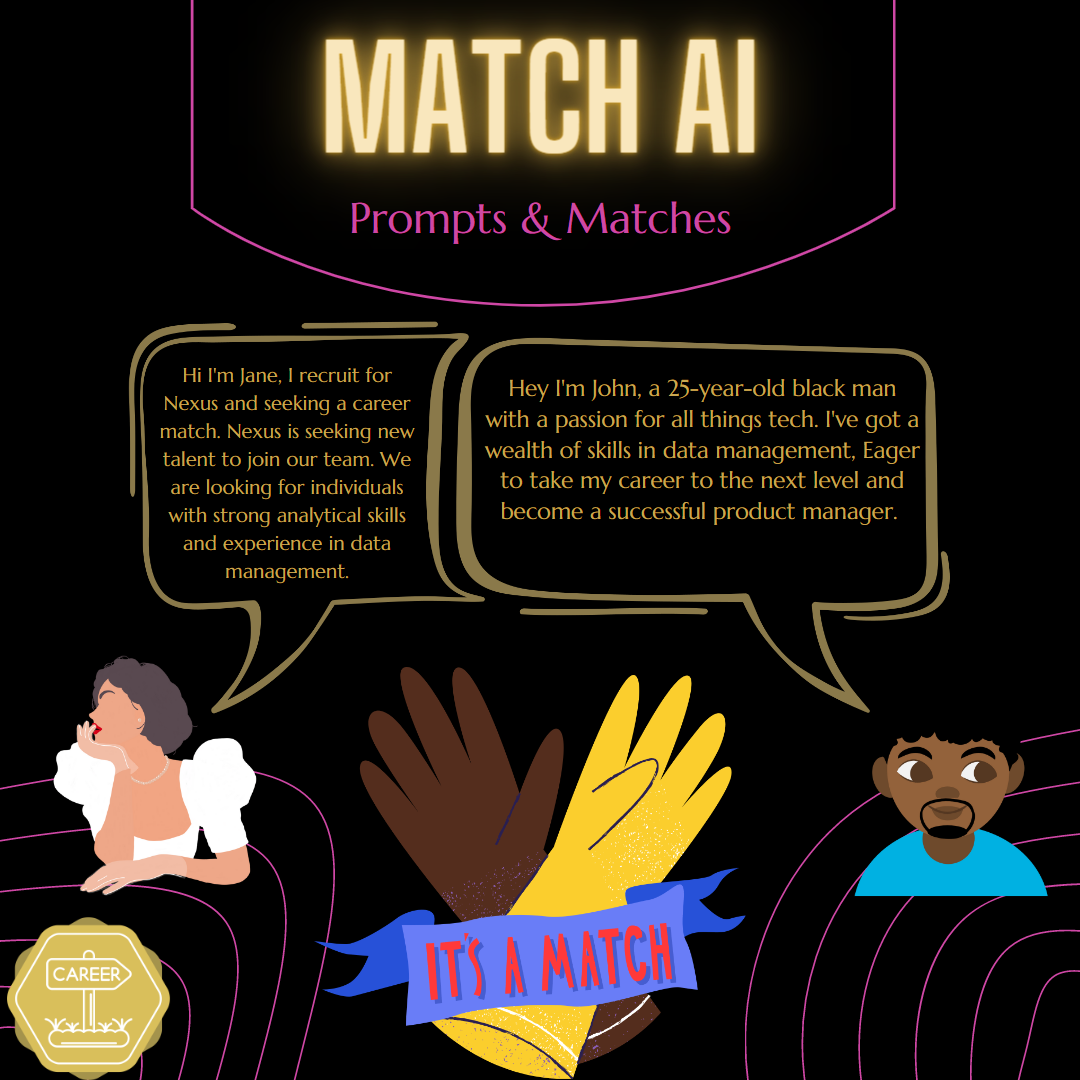 MATCH AI
Prompts & Matches
Hi I'm Jane, I recruit for
Nexus and seeking a career
match. Nexus is seeking new
talent to join our team. We
are looking for individuals
with strong analytical skills
and experience in data
management.
Hey I'm John, a 25-year-old black man
with a passion for all things tech. I've got a
wealth of skills in data management, Eager
to take my career to the next level and
become a successful product manager.
IT'S A MATCH
CAREER